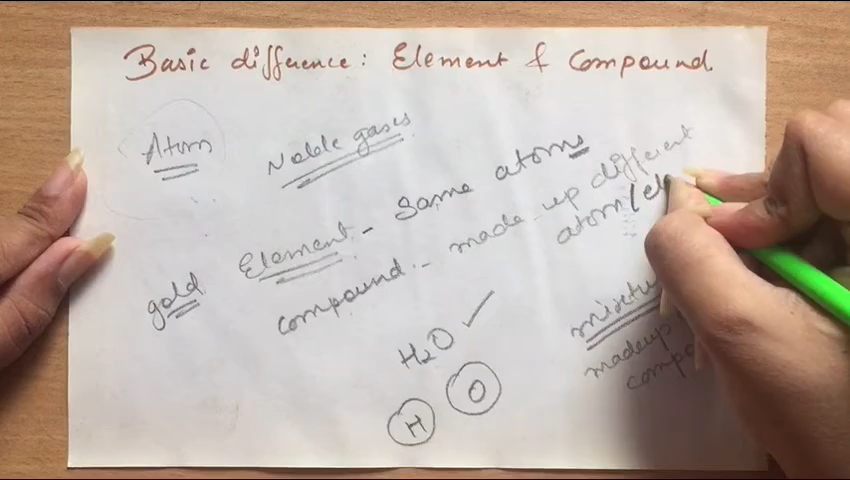 Basic difference: Element & Compound.
Atom
Noble gases
Element - Same atoms
gold
compound. - made up different
atom (el
H₂O ✓
H
O
mixtu
madeup
compo